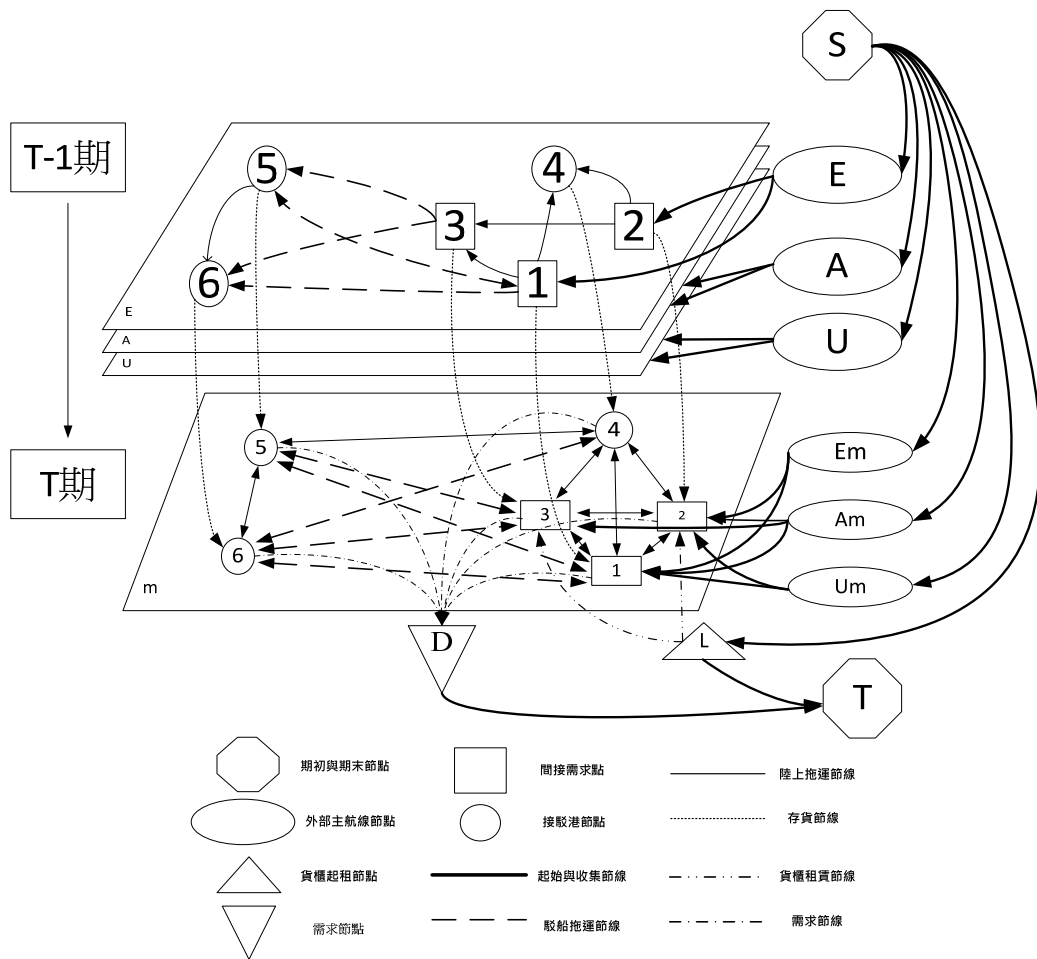 S
T-1期
5
4
E
3
2
A
6
1
E
A
U
U
4
5
Em
T期
3
2
Am
6
1
m
Um
D
L
T
期初與期末節點
間接需求點
陸上拖運節線
外部主航線節點
接駁港節點
存貨節線
貨櫃起租節點
起始與收集節線
貨櫃租賃節線
需求節點
駁船拖運節線
需求節線